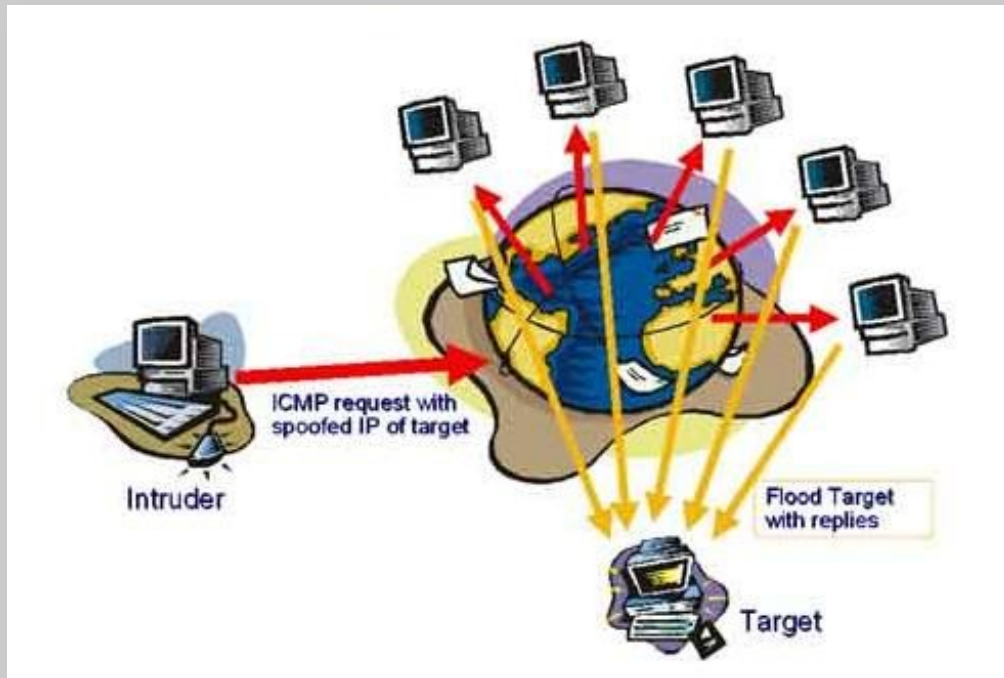 ICMP request with
spoofed IP of target
Intruder
Flood Target
with replies
Target